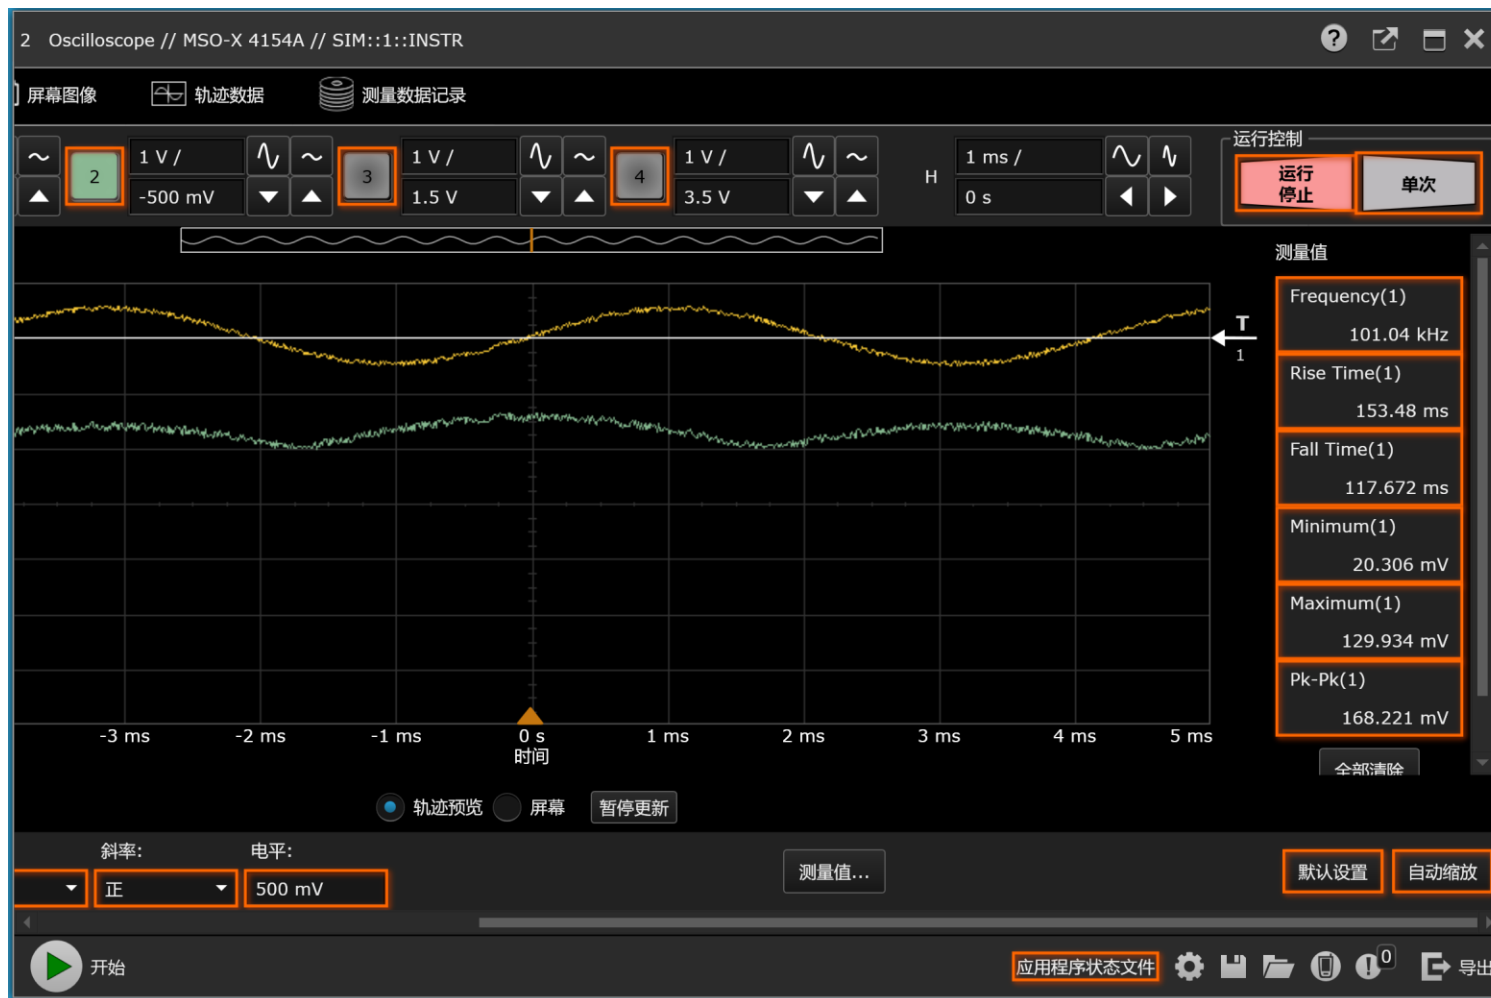 2 Oscilloscope // MSO-X 4154A // SIM::1::INSTR
屏幕图像 轨迹数据 测量数据记录
2
1 V /
-500 mV
3
1 V /
1.5 V
4
1 V /
3.5 V
H
1 ms /
0 s
运行控制
运行
停止
单次
T
1
测量值
Frequency(1)
101.04 kHz
Rise Time(1)
153.48 ms
Fall Time(1)
117.672 ms
Minimum(1)
20.306 mV
Maximum(1)
129.934 mV
Pk-Pk(1)
168.221 mV
全部清除
-3 ms -2 ms -1 ms 0 s 1 ms 2 ms 3 ms 4 ms 5 ms
时间
轨迹预览 屏幕 暂停更新
斜率: 电平:
正 500 mV
测量值...
默认设置 自动缩放
开始
应用程序状态文件
0
导出